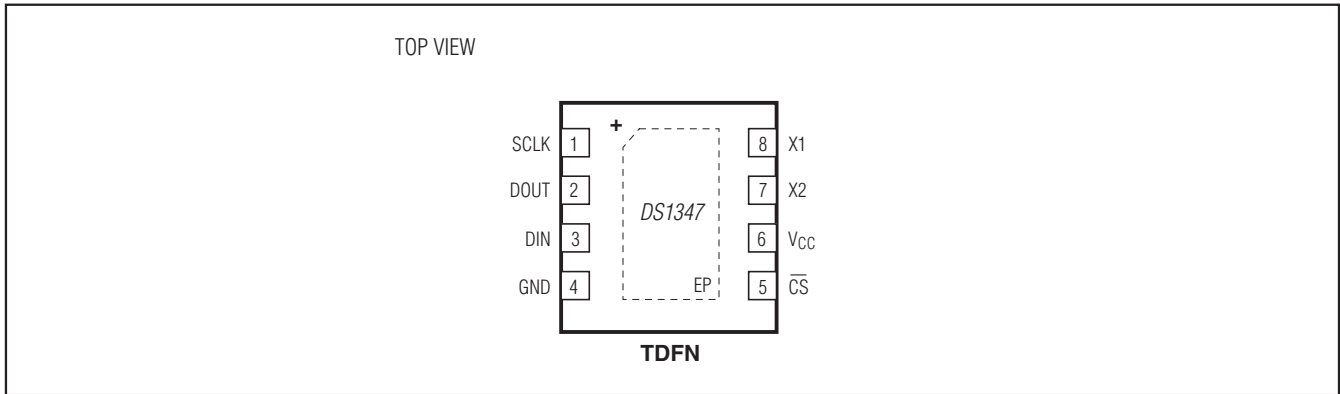 TOP VIEW
+
SCLK 1 8 X1
DOUT 2 7 X2
DS1347
DIN 3 6 VCC
GND 4 EP 5 C̅S̅
TDFN